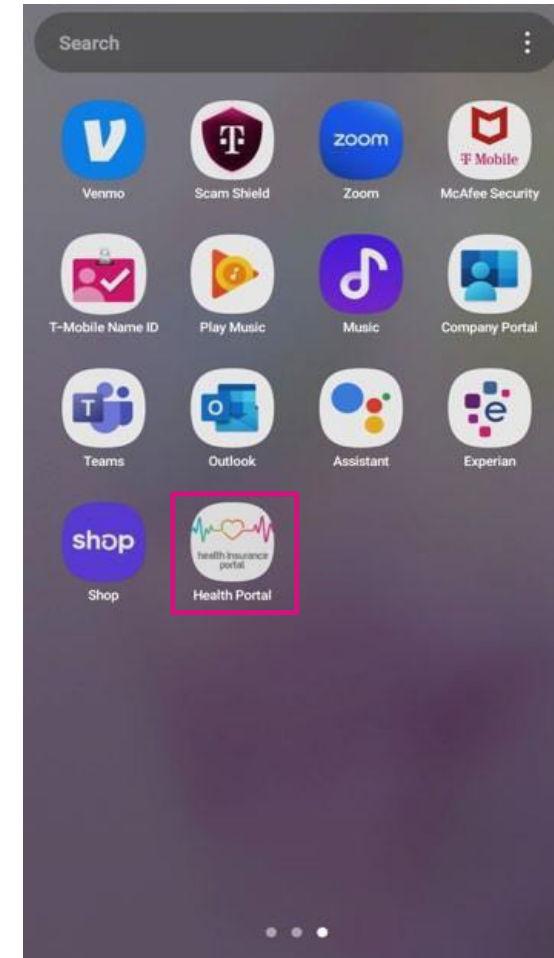 Search
V
T
zoom
T Mobile
Venmo
Scam Shield
Zoom
McAfee Security
T-Mobile Name ID
Play Music
Music
Company Portal
T
O
e
Teams
Outlook
Assistant
Experian
shop
health insurance
portal
Shop
Health Portal